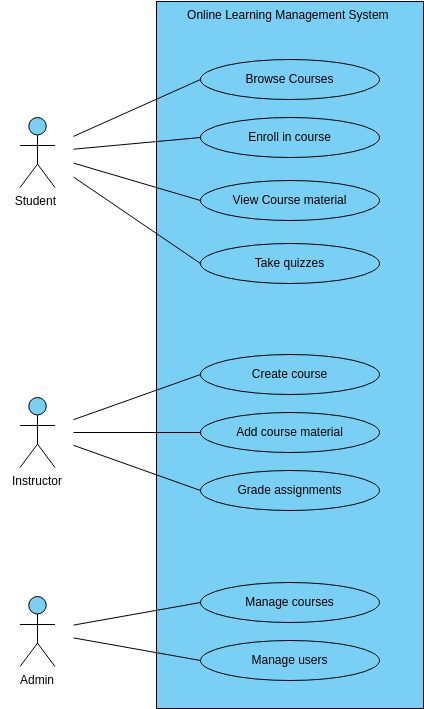 Online Learning Management System
Browse Courses
Enroll in course
View Course material
Take quizzes
Student
Create course
Add course material
Grade assignments
Instructor
Manage courses
Manage users
Admin